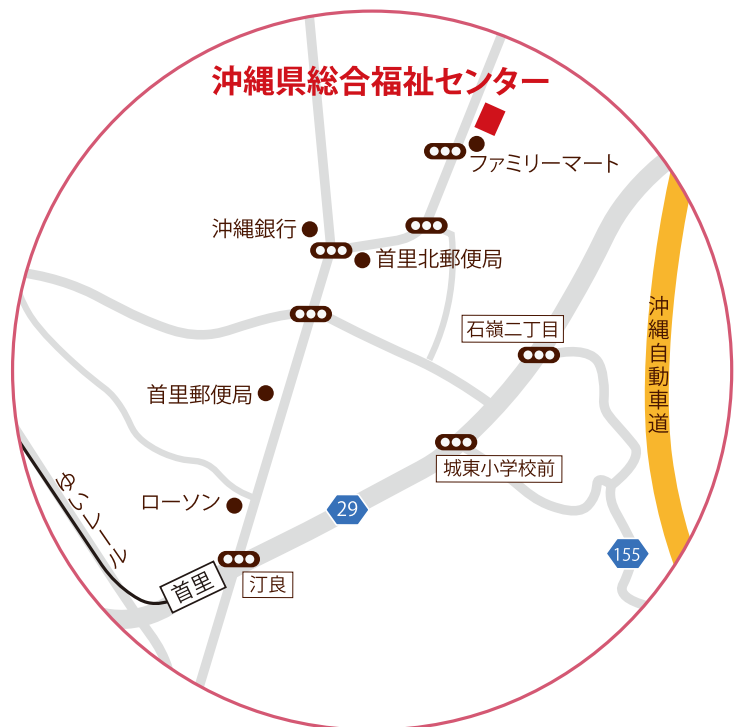 沖縄県総合福祉センター
ファミリーマート
沖縄銀行
首里北郵便局
石嶺二丁目
沖縄自動車道
首里郵便局
城東小学校前
ゆいレール
ローソン
29
155
首里
汀良